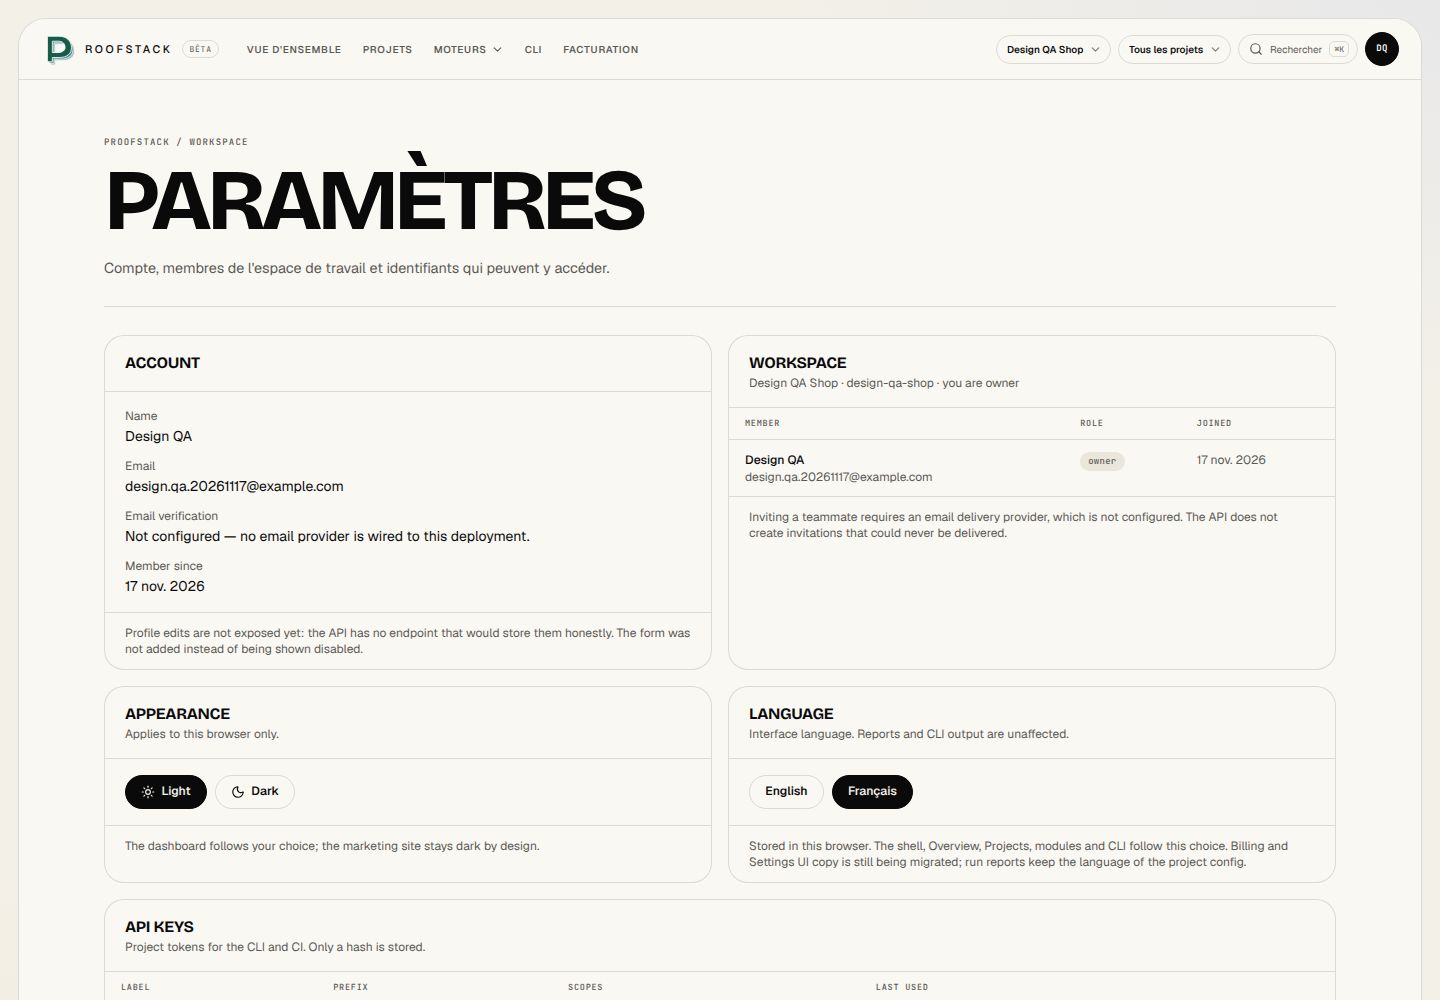 P ROOFSTACK BÊTA VUE D'ENSEMBLE PROJETS MOTEURS CLI FACTURATION Design QA Shop Tous les projets Rechercher ⌘K DQ
PROOFSTACK / WORKSPACE
PARAMÈTRES
Compte, membres de l'espace de travail et identifiants qui peuvent y accéder.
ACCOUNT
Name
Design QA
Email
design.qa.20261117@example.com
Email verification
Not configured — no email provider is wired to this deployment.
Member since
17 nov. 2026
Profile edits are not exposed yet: the API has no endpoint that would store them honestly. The form was
not added instead of being shown disabled.
WORKSPACE
Design QA Shop · design-qa-shop · you are owner
MEMBER ROLE JOINED
Design QA owner 17 nov. 2026
design.qa.20261117@example.com
Inviting a teammate requires an email delivery provider, which is not configured. The API does not
create invitations that could never be delivered.
APPEARANCE
Applies to this browser only.
Light Dark
The dashboard follows your choice; the marketing site stays dark by design.
LANGUAGE
Interface language. Reports and CLI output are unaffected.
English Français
Stored in this browser. The shell, Overview, Projects, modules and CLI follow this choice. Billing and
Settings UI copy is still being migrated; run reports keep the language of the project config.
API KEYS
Project tokens for the CLI and CI. Only a hash is stored.
LABEL PREFIX SCOPES LAST USED